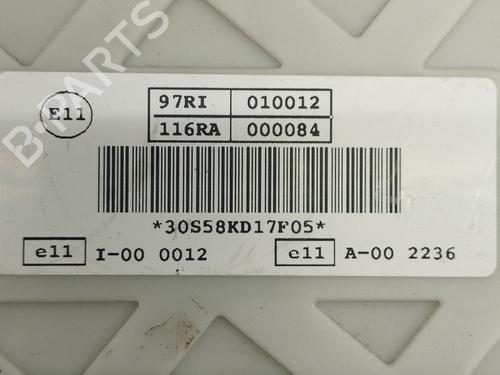 B-PARTS
E11
97RI 010012
116RA 000084
*30S58KD17F05*
e11 I-00 0012
e11 A-00 2236